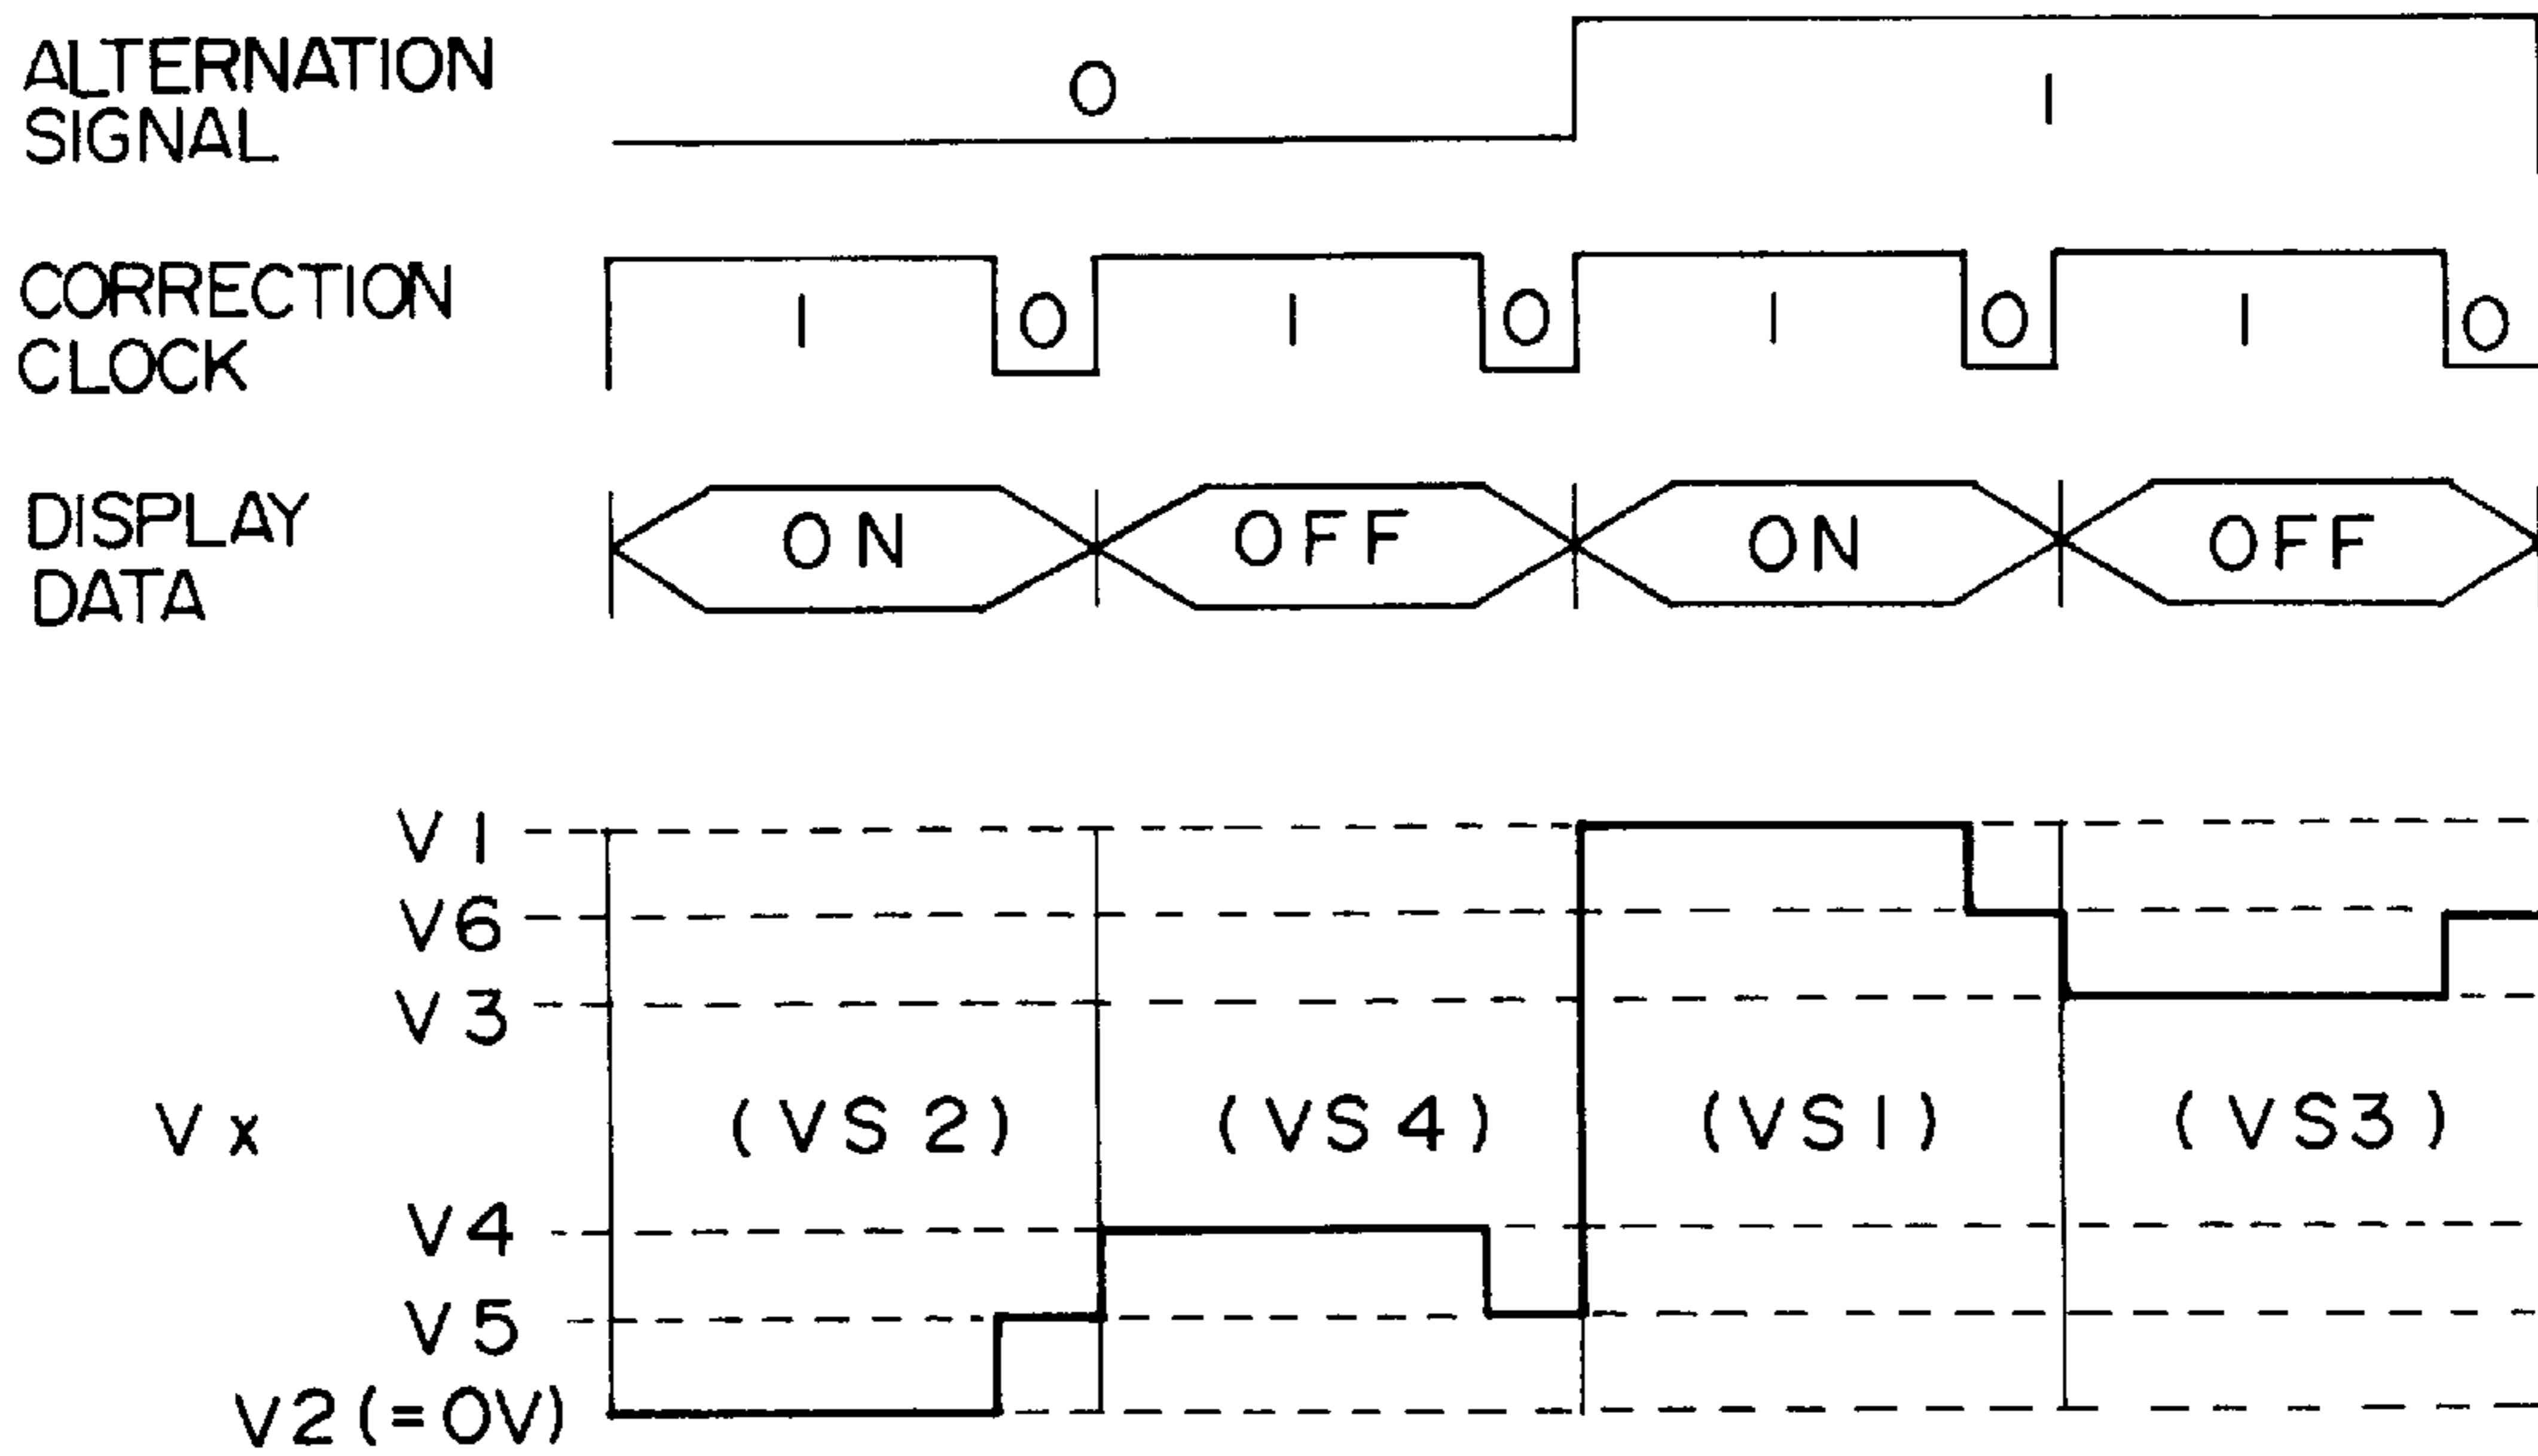 ALTERNATION
SIGNAL
0 1
CORRECTION
CLOCK
1 0 1 0 1 0 1 0
DISPLAY
DATA
ON OFF ON OFF
V1
V6
V3
Vx
(VS2) (VS4) (VS1) (VS3)
V4
V5
V2(=0V)